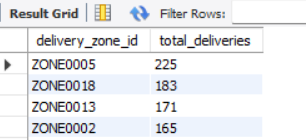 Result Grid Filter Rows:
delivery_zone_id total_deliveries
ZONE0005 225
ZONE0018 183
ZONE0013 171
ZONE0002 165